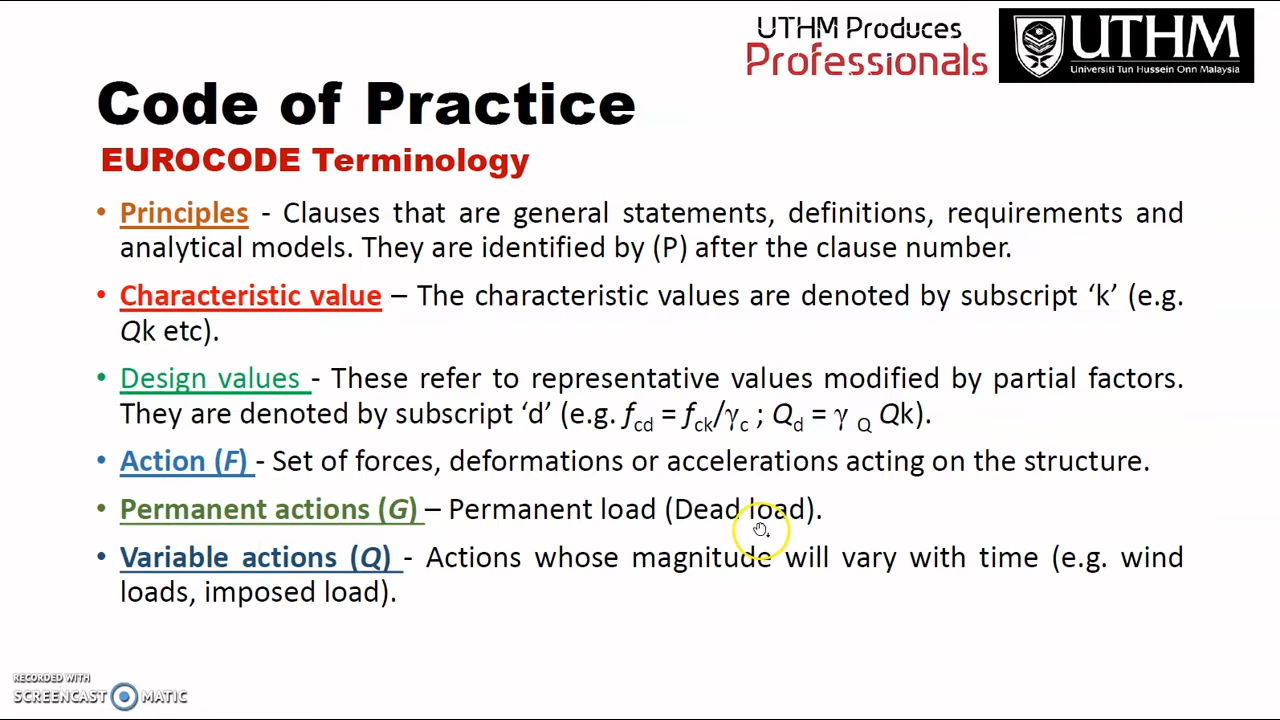 UTHM Produces
Professionals
UTHM
Universiti Tun Hussein Onn Malaysia
Code of Practice
EUROCODE Terminology
• Principles - Clauses that are general statements, definitions, requirements and
analytical models. They are identified by (P) after the clause number.
• Characteristic value – The characteristic values are denoted by subscript ‘k’ (e.g.
Qk etc).
• Design values - These refer to representative values modified by partial factors.
They are denoted by subscript ‘d’ (e.g. fcd = fck/γc ; Qd = γ Q Qk).
• Action (F) - Set of forces, deformations or accelerations acting on the structure.
• Permanent actions (G) – Permanent load (Dead load).
• Variable actions (Q) - Actions whose magnitude will vary with time (e.g. wind
loads, imposed load).
RECORDED WITH
SCREENCAST MATIC